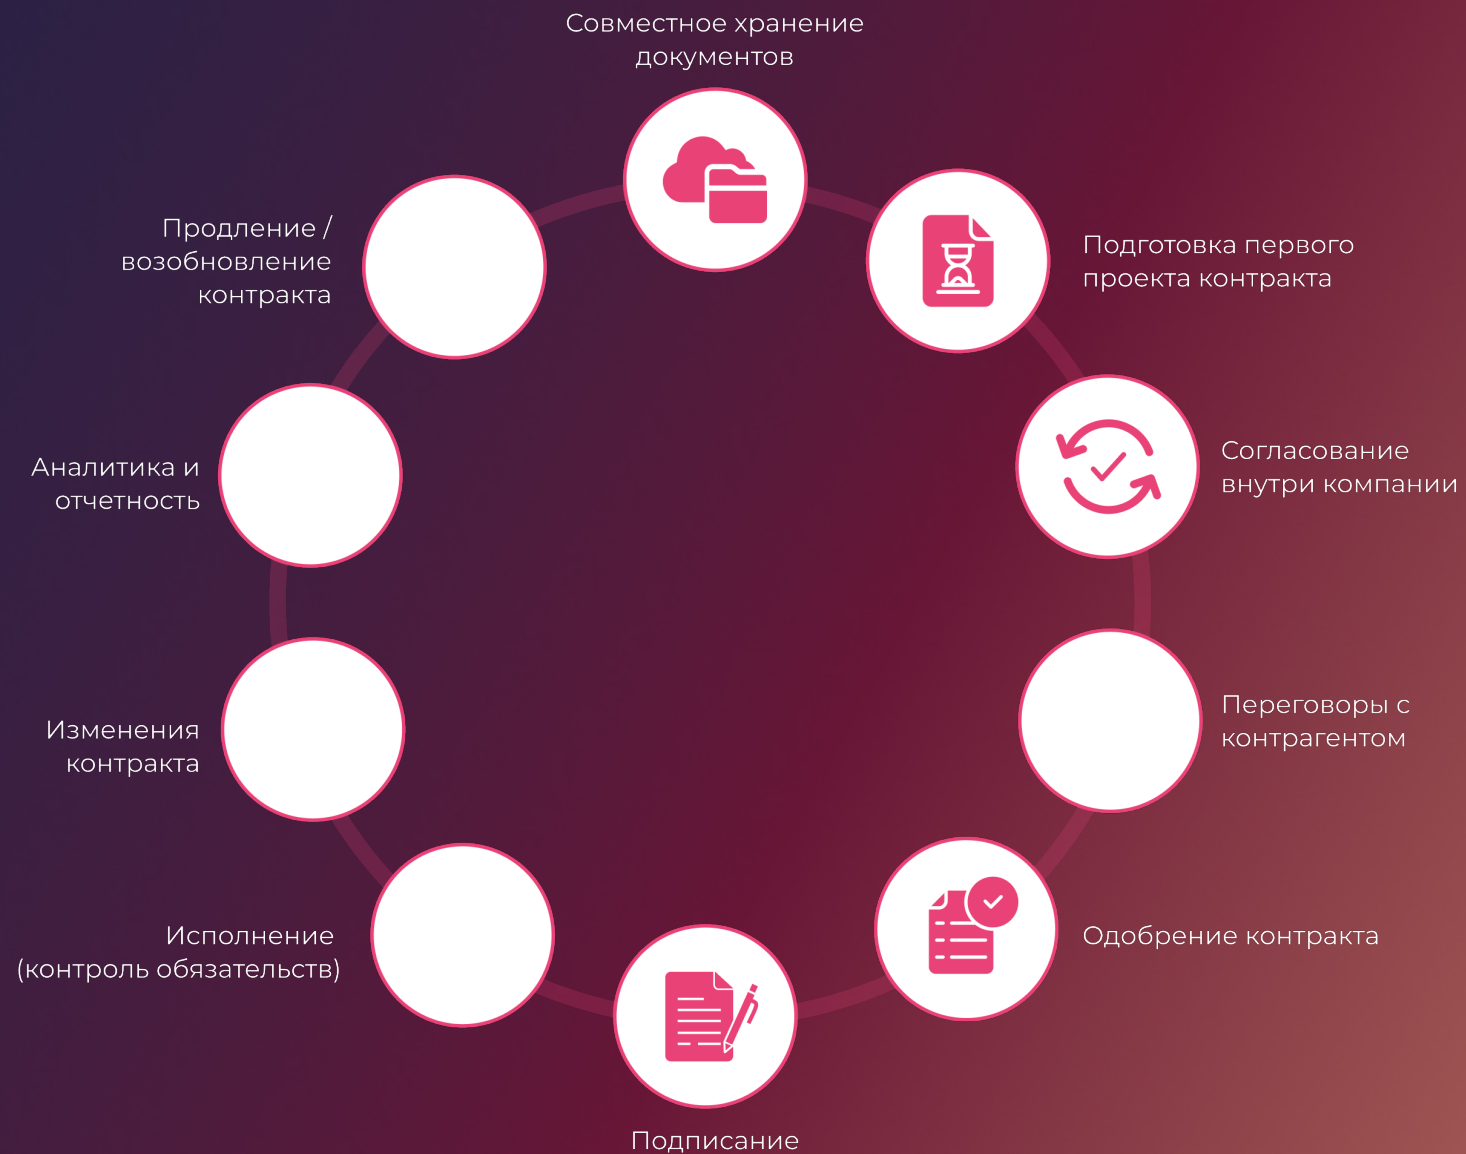 Совместное хранение
документов
Подготовка первого
проекта контракта
Согласование
внутри компании
Переговоры с
контрагентом
Одобрение контракта
Подписание
Исполнение
(контроль обязательств)
Изменения
контракта
Аналитика и
отчетность
Продление /
возобновление
контракта